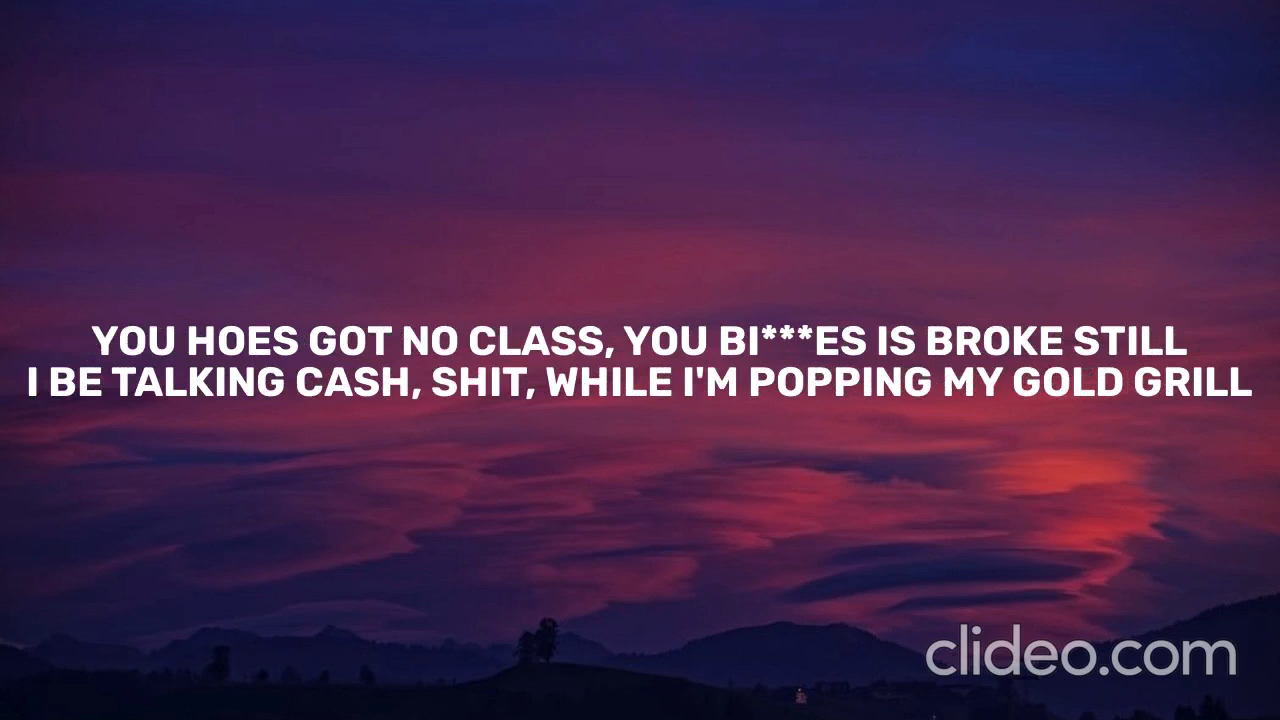 YOU HOES GOT NO CLASS, YOU BI***ES IS BROKE STILL
I BE TALKING CASH, SHIT, WHILE I'M POPPING MY GOLD GRILL
clideo.com